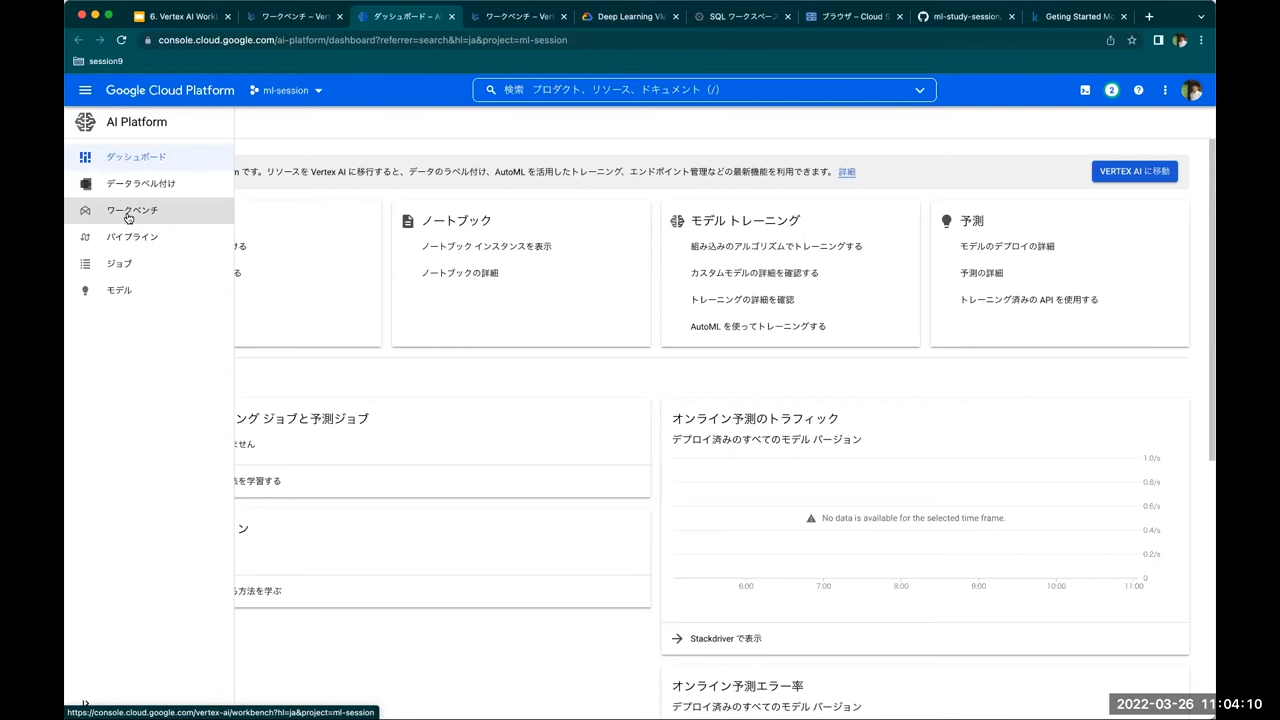 6. Vertex AI Workl
ワークベンチ – Vert
ダッシュボード – AI
ワークベンチ – Vert
Deep Learning VM
SQL ワークスペース
ブラウザ – Cloud S
ml-study-session
Geting Started Mo
console.cloud.google.com/ai-platform/dashboard?referrer=search&hl=ja&project=ml-session
session9
Google Cloud Platform
ml-session
検索 プロダクト、リソース、ドキュメント (/)
2
AI Platform
ダッシュボード
データラベル付け
ワークベンチ
パイプライン
ジョブ
モデル
m です。リソースを Vertex AI に移行すると、データのラベル付け、AutoML を活用したトレーニング、エンドポイント管理などの最新機能を利用できます。 詳細
VERTEX AI に移動
ける
る
ノートブック
ノートブック インスタンスを表示
ノートブックの詳細
モデル トレーニング
組み込みのアルゴリズムでトレーニングする
カスタムモデルの詳細を確認する
トレーニングの詳細を確認
AutoML を使ってトレーニングする
予測
モデルのデプロイの詳細
予測の詳細
トレーニング済みの API を使用する
ング ジョブと予測ジョブ
ません
法を学習する
ン
る方法を学ぶ
オンライン予測のトラフィック
デプロイ済みのすべてのモデル バージョン
1.0/s
0.8/s
0.6/s
0.4/s
0.2/s
0
No data is available for the selected time frame.
6:00
7:00
8:00
9:00
10:00
11:00
Stackdriver で表示
オンライン予測エラー率
デプロイ済みのすべてのモデル バージョン
https://console.cloud.google.com/vertex-ai/workbench?hl=ja&project=ml-session
2022-03-26 11:04:10